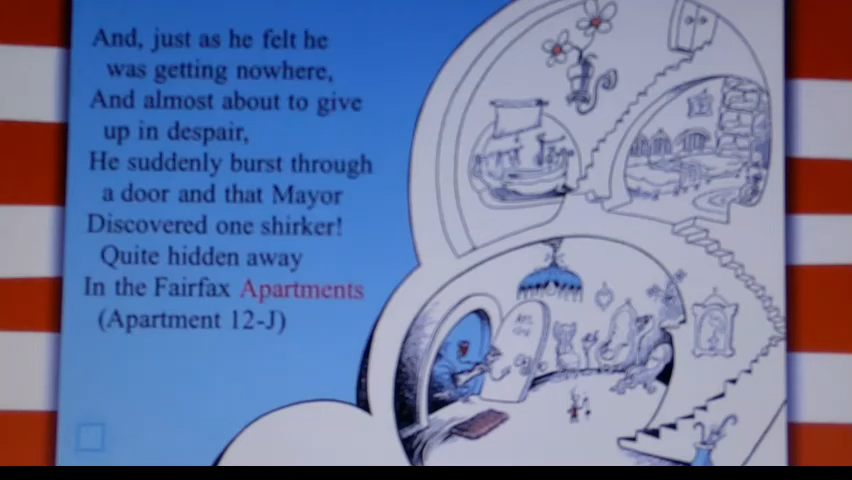 And, just as he felt he
was getting nowhere,
And almost about to give
up in despair,
He suddenly burst through
a door and that Mayor
Discovered one shirker!
Quite hidden away
In the Fairfax Apartments
(Apartment 12-J)